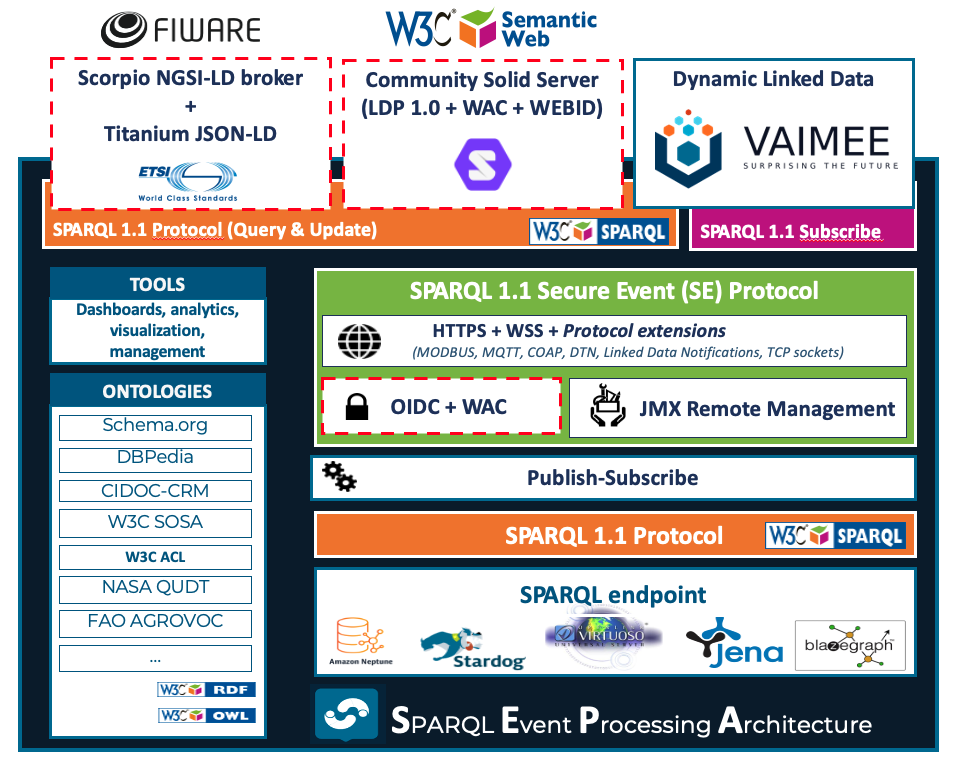 FIWARE
W3C® Semantic Web
Scorpio NGSI-LD broker
+
Titanium JSON-LD
ETSI
World Class Standards
Community Solid Server
(LDP 1.0 + WAC + WEBID)
S
Dynamic Linked Data
VAIMEE
SURPRISING THE FUTURE
SPARQL 1.1 Protocol (Query & Update)
W3C SPARQL
SPARQL 1.1 Subscribe
TOOLS
Dashboards, analytics,
visualization,
management
ONTOLOGIES
Schema.org
DBPedia
CIDOC-CRM
W3C SOSA
W3C ACL
NASA QUDT
FAO AGROVOC
...
W3C RDF
W3C OWL
SPARQL 1.1 Secure Event (SE) Protocol
HTTPS + WSS + Protocol extensions
(MODBUS, MQTT, COAP, DTN, Linked Data Notifications, TCP sockets)
OIDC + WAC
JMX Remote Management
Publish-Subscribe
SPARQL 1.1 Protocol
W3C SPARQL
SPARQL endpoint
Amazon Neptune
Stardog
VIRTUOSO
UNIVERSAL SERVER
Jena
blazegraph
SPARQL Event Processing Architecture